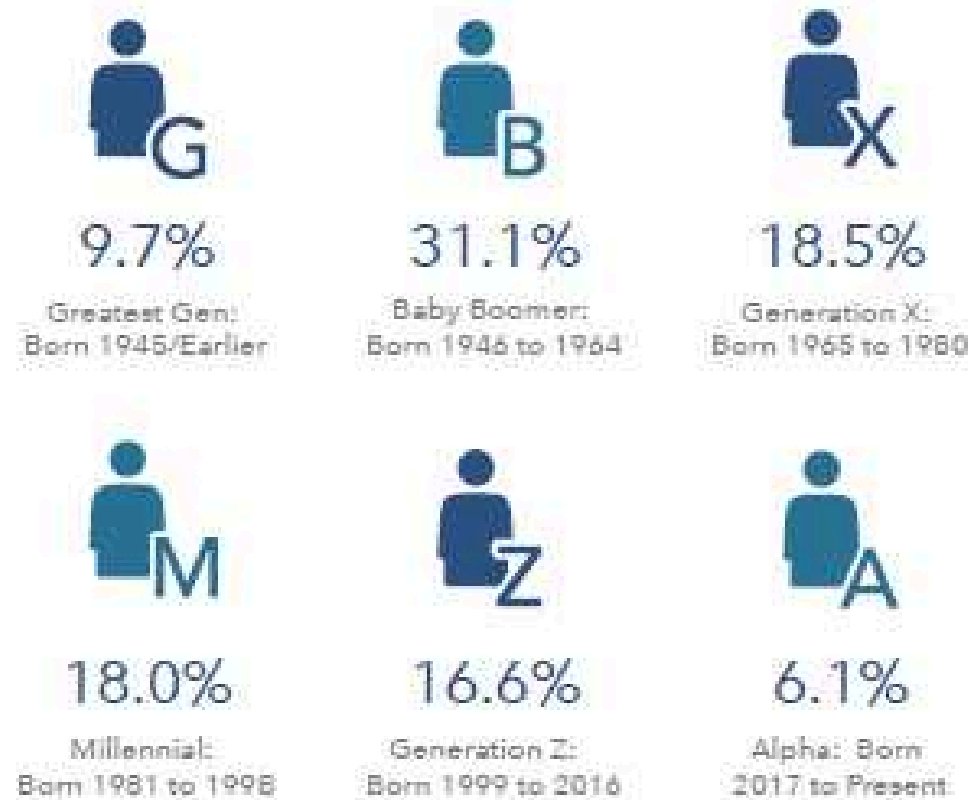 G
B
X
9.7%
31.1%
18.5%
Greatest Gen:
Born 1945/Earlier
Baby Boomer:
Born 1946 to 1964
Generation X:
Born 1965 to 1980
M
Z
A
18.0%
16.6%
6.1%
Millennial:
Born 1981 to 1998
Generation Z:
Born 1999 to 2016
Alpha: Born
2017 to Present